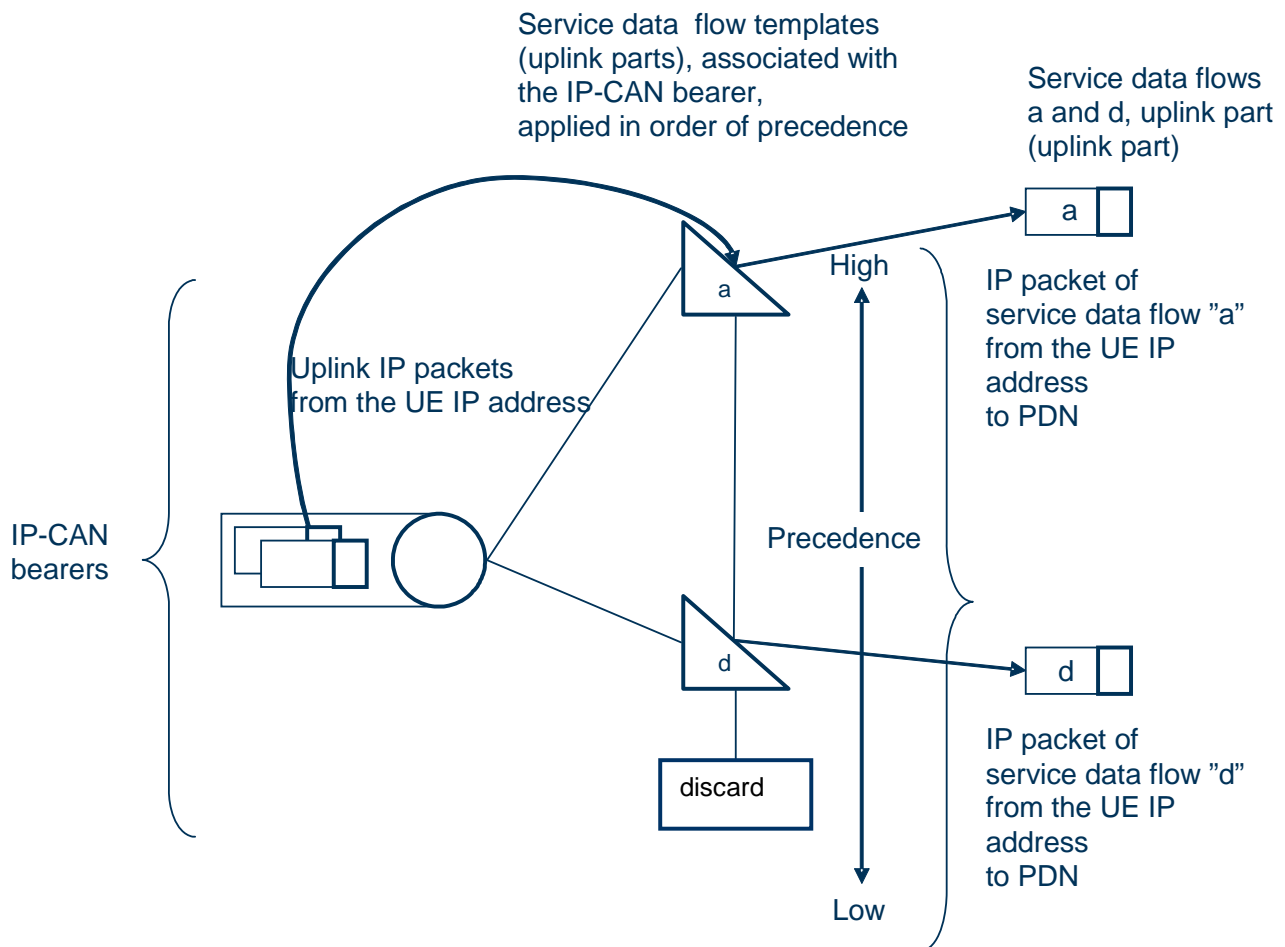 Service data  flow templates
(uplink parts), associated with
the IP-CAN bearer,
applied in order of precedence
Service data flows
a and d, uplink part
(uplink part)
a
a
High
IP packet of
service data flow ”a”
from the UE IP
address
to PDN
Uplink IP packets
from the UE IP address
IP-CAN
bearers
Precedence
d
d
discard
IP packet of
service data flow ”d”
from the UE IP
address
to PDN
Low